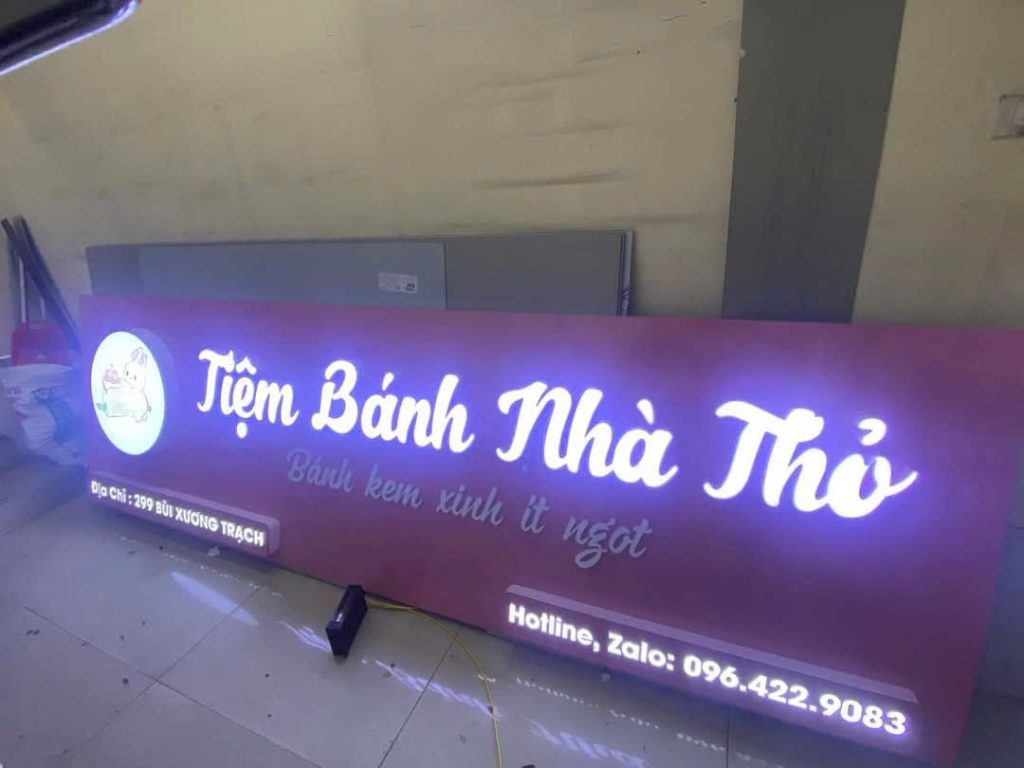 Tiệm Bánh Nhà Thỏ
Bánh kem xinh ít ngọt
Địa Chỉ : 299 BÙI XƯƠNG TRẠCH
Hotline, Zalo: 096.422.9083